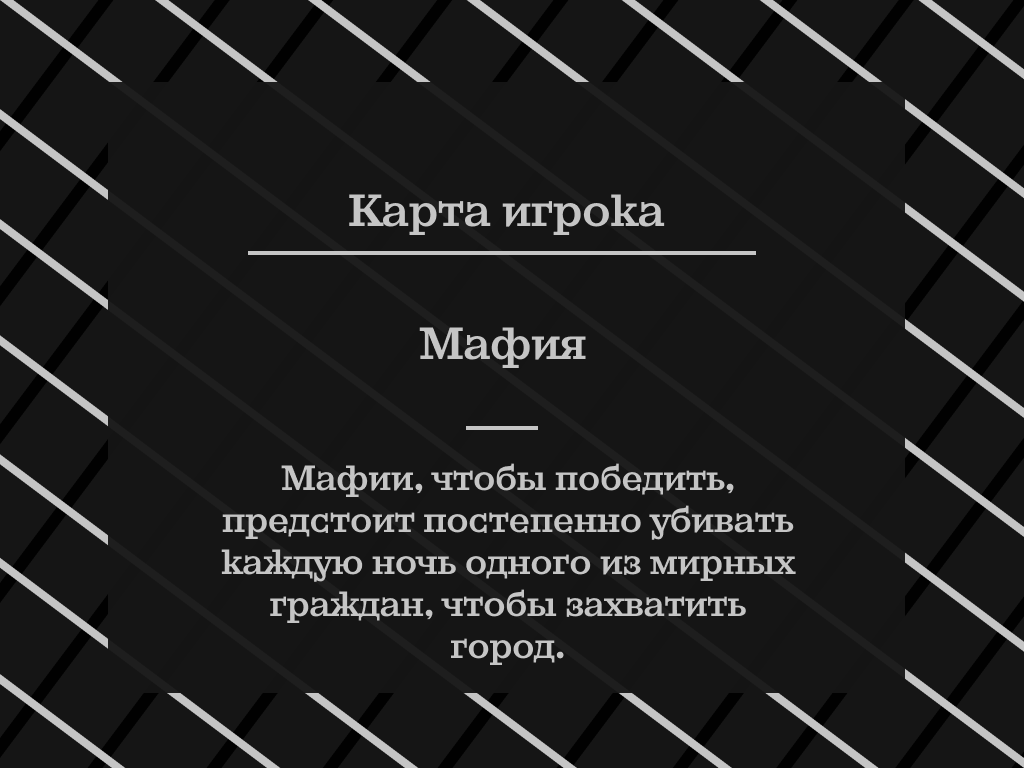 Карта игрока
Мафия
Мафии, чтобы победить,
предстоит постепенно убивать
каждую ночь одного из мирных
граждан, чтобы захватить
город.